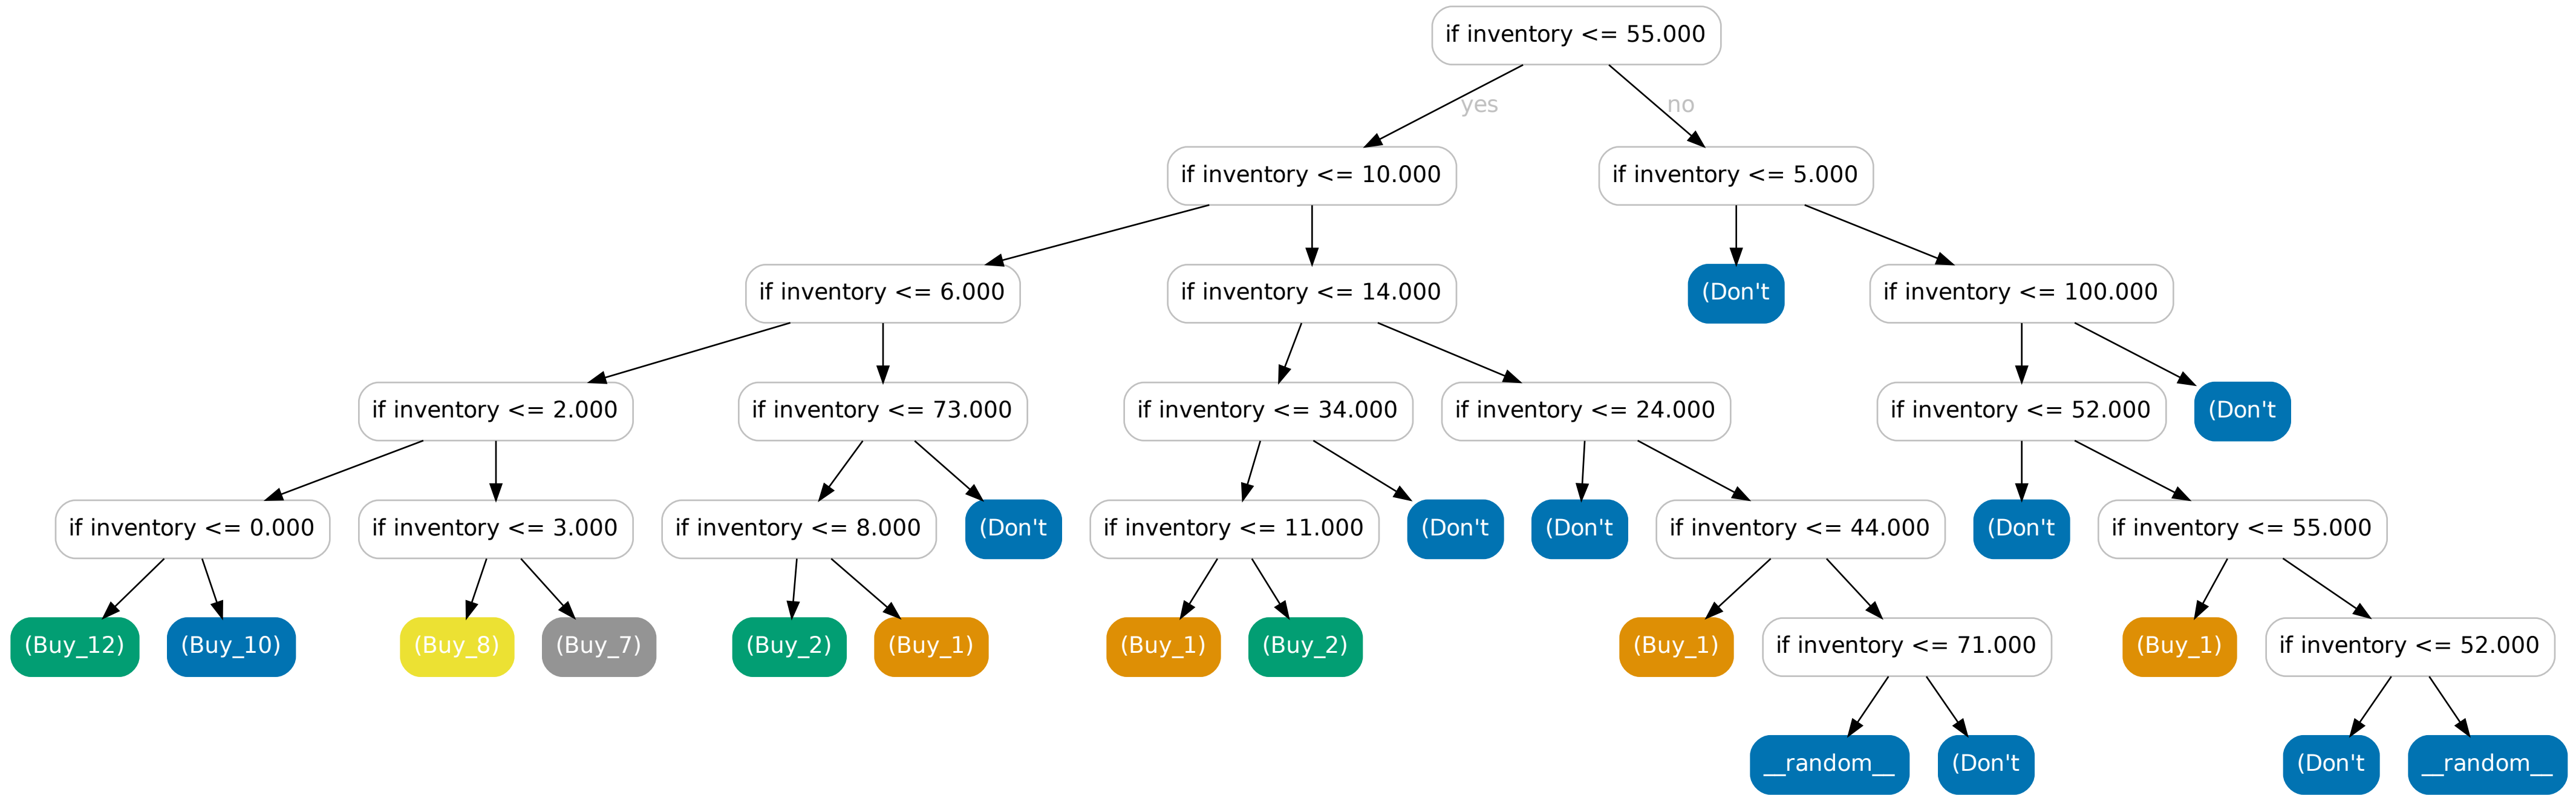 if inventory <= 55.000
yes
no
if inventory <= 10.000
if inventory <= 5.000
if inventory <= 6.000
if inventory <= 14.000
(Don't
if inventory <= 100.000
if inventory <= 2.000
if inventory <= 73.000
if inventory <= 34.000
if inventory <= 24.000
if inventory <= 52.000
(Don't
if inventory <= 0.000
if inventory <= 3.000
if inventory <= 8.000
(Don't
if inventory <= 11.000
(Don't
(Don't
if inventory <= 44.000
(Don't
if inventory <= 55.000
(Buy_12)
(Buy_10)
(Buy_8)
(Buy_7)
(Buy_2)
(Buy_1)
(Buy_1)
(Buy_2)
(Buy_1)
if inventory <= 71.000
(Buy_1)
if inventory <= 52.000
__random__
(Don't
(Don't
__random__